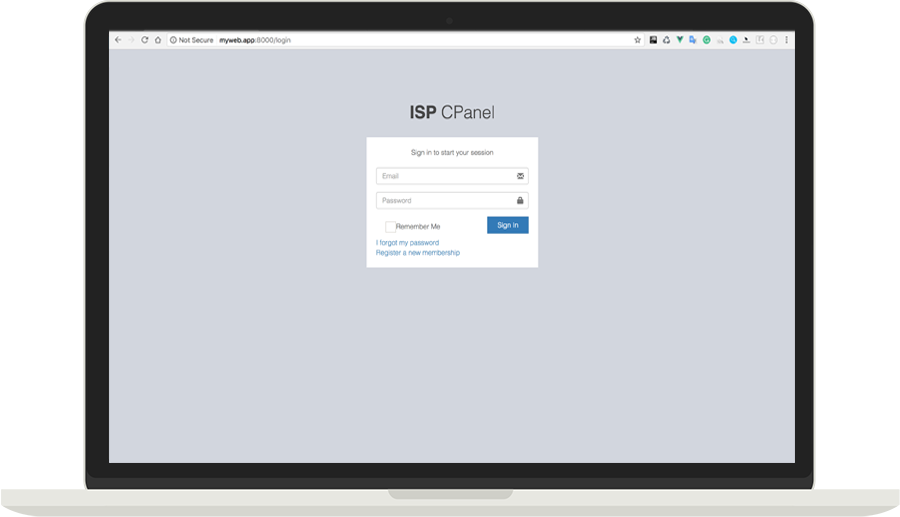 Not Secure myweb.app:8000/login
ISP CPanel
Sign in to start your session
Email
Password
Remember Me
Sign In
I forgot my password
Register a new membership